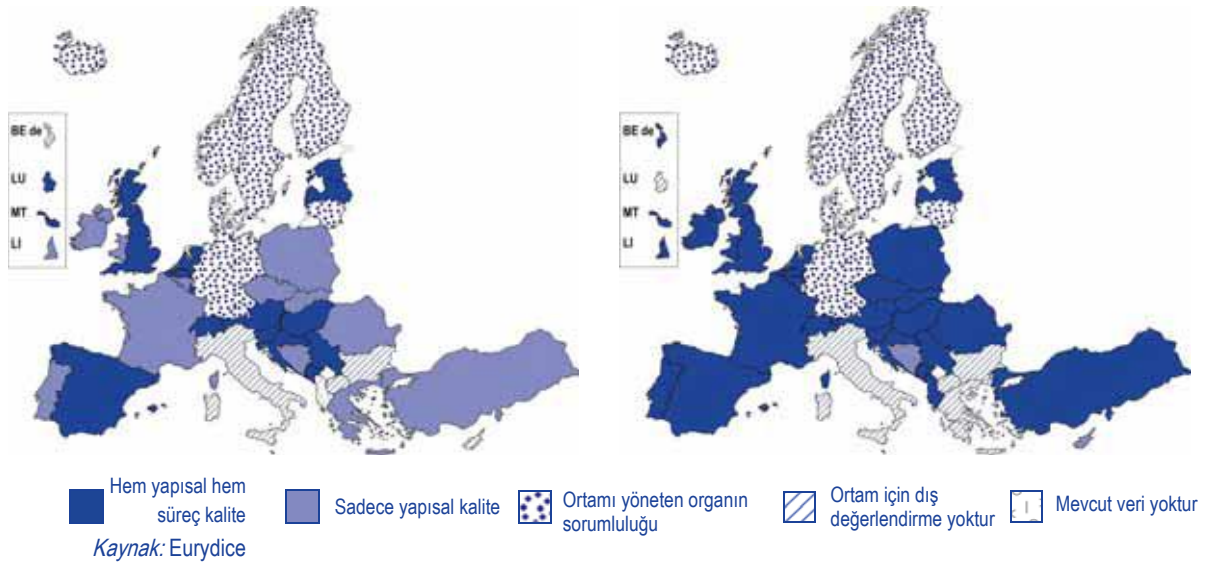 BE de
LU
MT
LI
BE de
LU
MT
LI
Hem yapısal hem
süreç kalite
Sadece yapısal kalite
Ortamı yöneten organın
sorumluluğu
Ortam için dış
değerlendirme yoktur
Mevcut veri yoktur
Kaynak: Eurydice